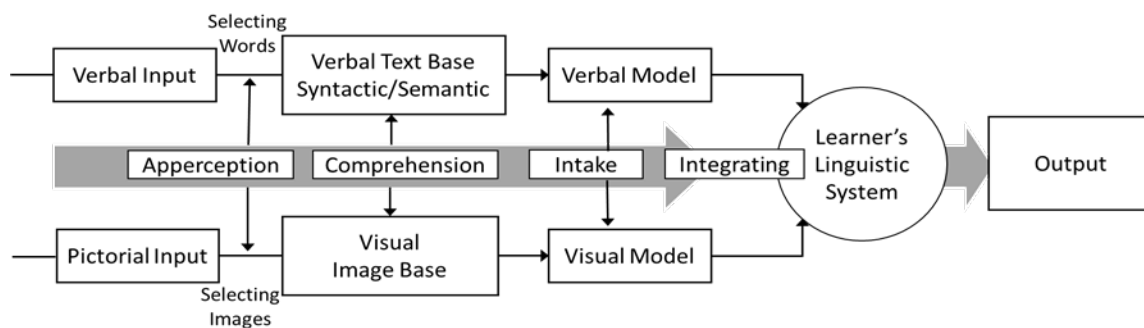 Selecting
Words
Verbal Input
Verbal Text Base
Syntactic/Semantic
Verbal Model
Apperception
Comprehension
Intake
Integrating
Learner's
Linguistic
System
Output
Pictorial Input
Visual
Image Base
Visual Model
Selecting
Images